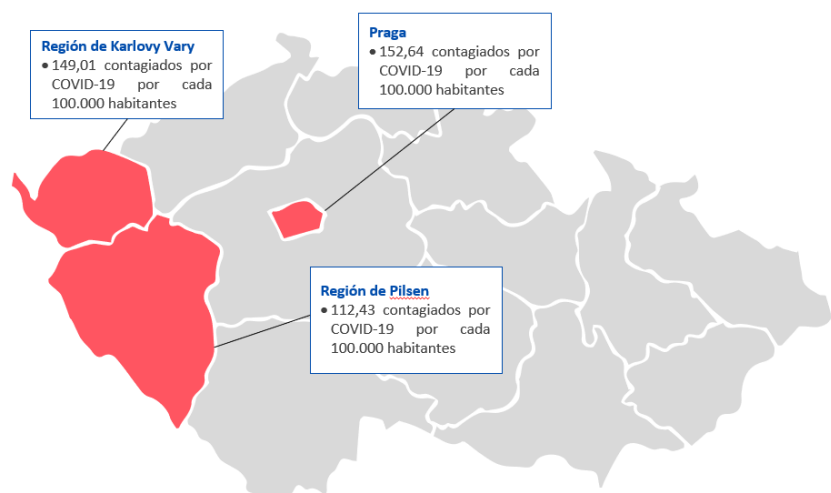 Región de Karlovy Vary
• 149,01 contagiados por
COVID-19 por cada
100.000 habitantes
Praga
• 152,64 contagiados por
COVID-19 por cada
100.000 habitantes
Región de Pilsen
• 112,43 contagiados por
COVID-19 por cada
100.000 habitantes